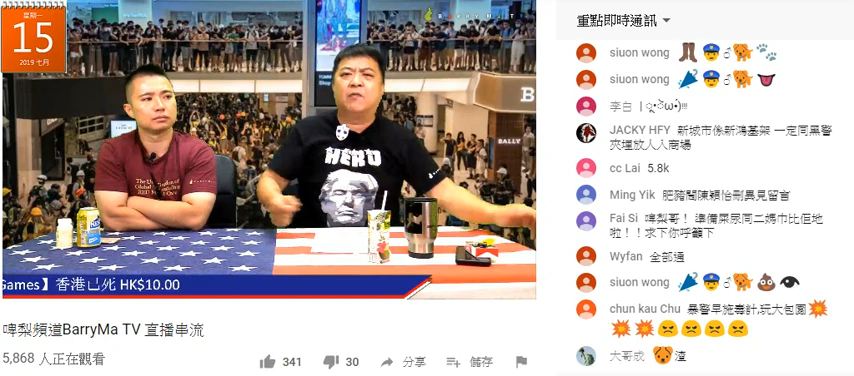 星期一
15
2019 七月
BARRYMA TV
BALLY
HERO
Games】香港已死 HK$10.00
啤梨頻道BarryMa TV 直播串流
5,868 人正在觀看
341
30
分享
儲存
重點即時通訊
siuon wong
siuon wong
李白
JACKY HFY 新城市係新鴻基架 一定同黑警
夾埋放人入商場
cc Lai 5.8k
Ming Yik 肥豬闆陳穎怡刪異見留言
Fai Si 啤梨哥！ 準備屎尿同二媽巾比佢地
啦！！求下你呼籲下
Wyfan 全部通
siuon wong
chun kau Chu 暴警早施毒計,玩大包圍
大哥成 渣